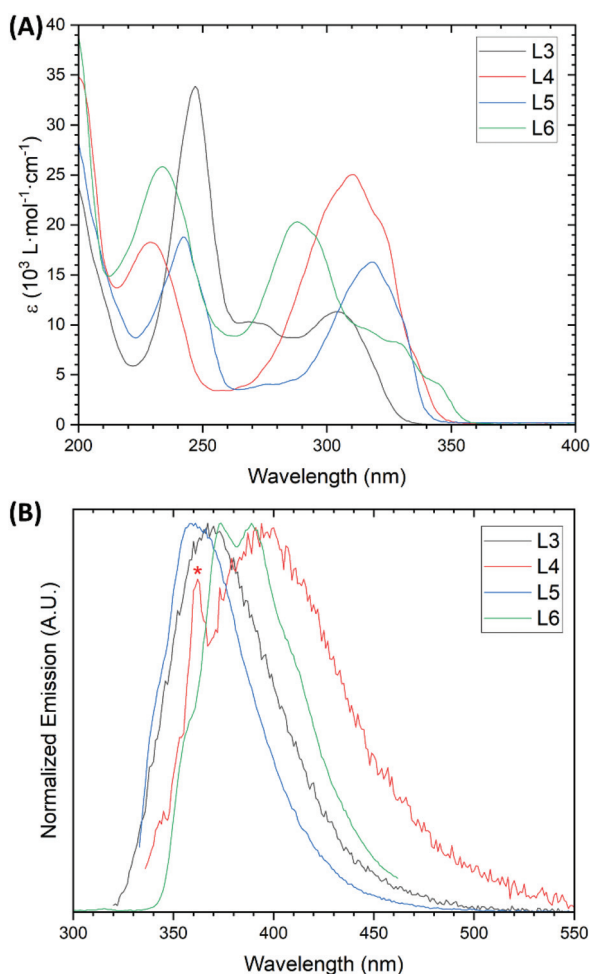 (A)
L3
L4
L5
L6
40
35
30
25
20
15
10
5
0
ε (10³ L·mol⁻¹·cm⁻¹)
200 250 300 350 400
Wavelength (nm)
(B)
L3
L4
L5
L6
*
Normalized Emission (A.U.)
300 350 400 450 500 550
Wavelength (nm)